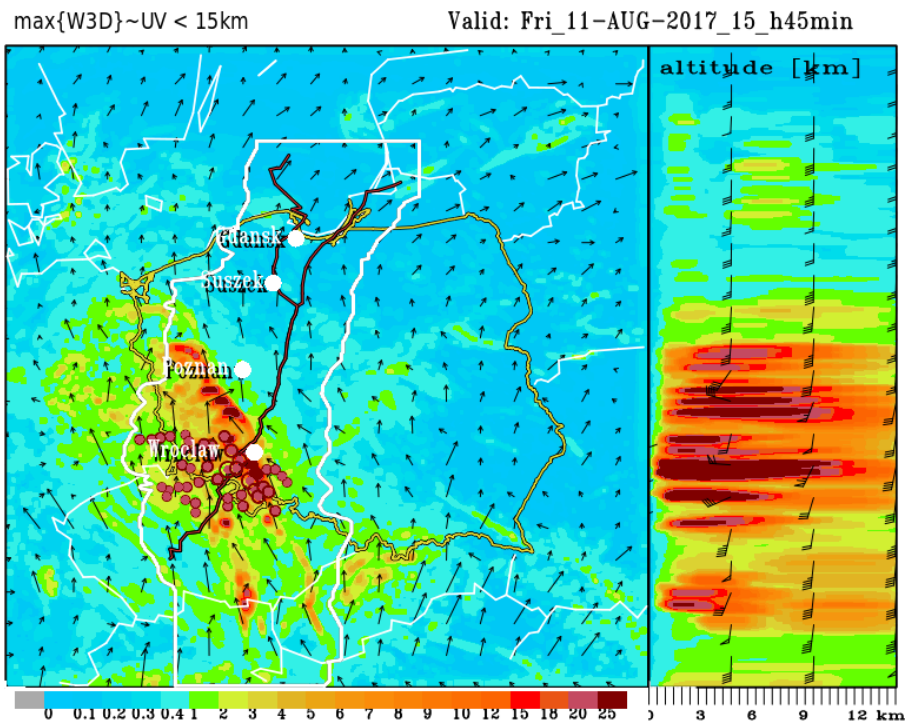 max{W3D}~UV < 15km
Valid: Fri_11-AUG-2017_15_h45min
altitude [km]
Gdansk
Suszek
Poznan
Wroclaw
0 0.1 0.2 0.3 0.4 1 2 3 4 5 6 7 8 9 10 12 15 18 20 25
0 3 6 9 12 km